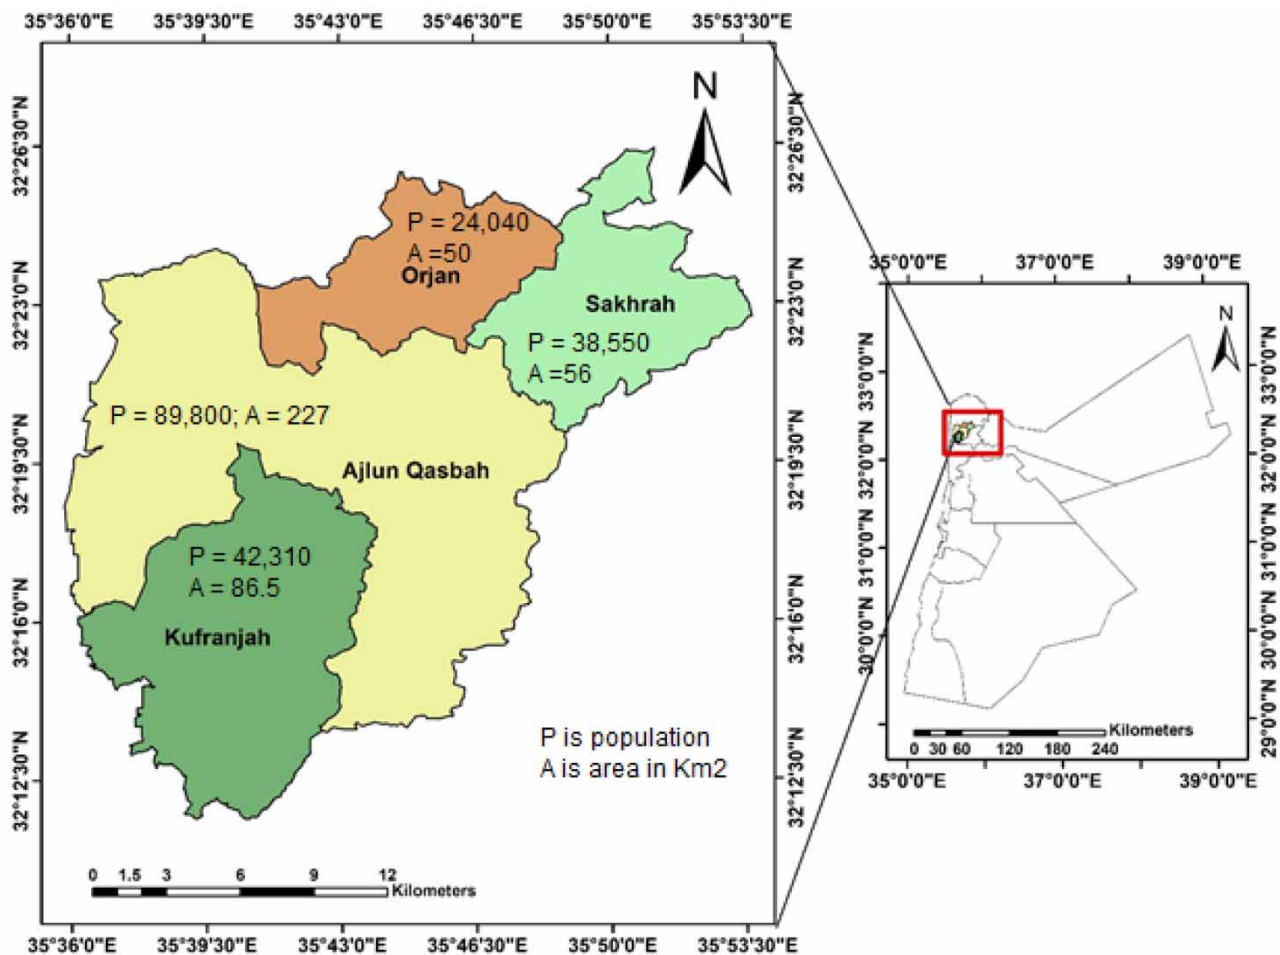 35°36'0"E 35°39'30"E 35°43'0"E 35°46'30"E 35°50'0"E 35°53'30"E
N
32°26'30"N
32°26'30"N
P = 24,040
A =50
Orjan
32°23'0"N
32°23'0"N
Sakhrah
P = 38,550
A =56
P = 89,800; A = 227
Ajlun Qasbah
32°19'30"N
32°19'30"N
P = 42,310
A = 86.5
Kufranjah
32°16'0"N
32°16'0"N
P is population
A is area in Km2
32°12'30"N
32°12'30"N
0 1.5 3 6 9 12
Kilometers
35°36'0"E 35°39'30"E 35°43'0"E 35°46'30"E 35°50'0"E 35°53'30"E
35°0'0"E 37°0'0"E 39°0'0"E
N
33°0'0"N
33°0'0"N
32°0'0"N
32°0'0"N
31°0'0"N
31°0'0"N
30°0'0"N
30°0'0"N
29°0'0"N
Kilometers
0 30 60 120 180 240
35°0'0"E 37°0'0"E 39°0'0"E